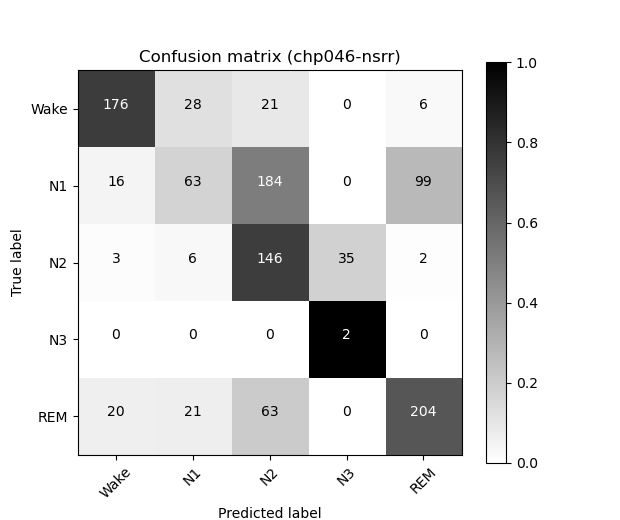 Confusion matrix (chp046-nsrr)
True label
Wake 176 28 21 0 6
N1 16 63 184 0 99
N2 3 6 146 35 2
N3 0 0 0 2 0
REM 20 21 63 0 204
Wake N1 N2 N3 REM
Predicted label
1.0
0.8
0.6
0.4
0.2
0.0